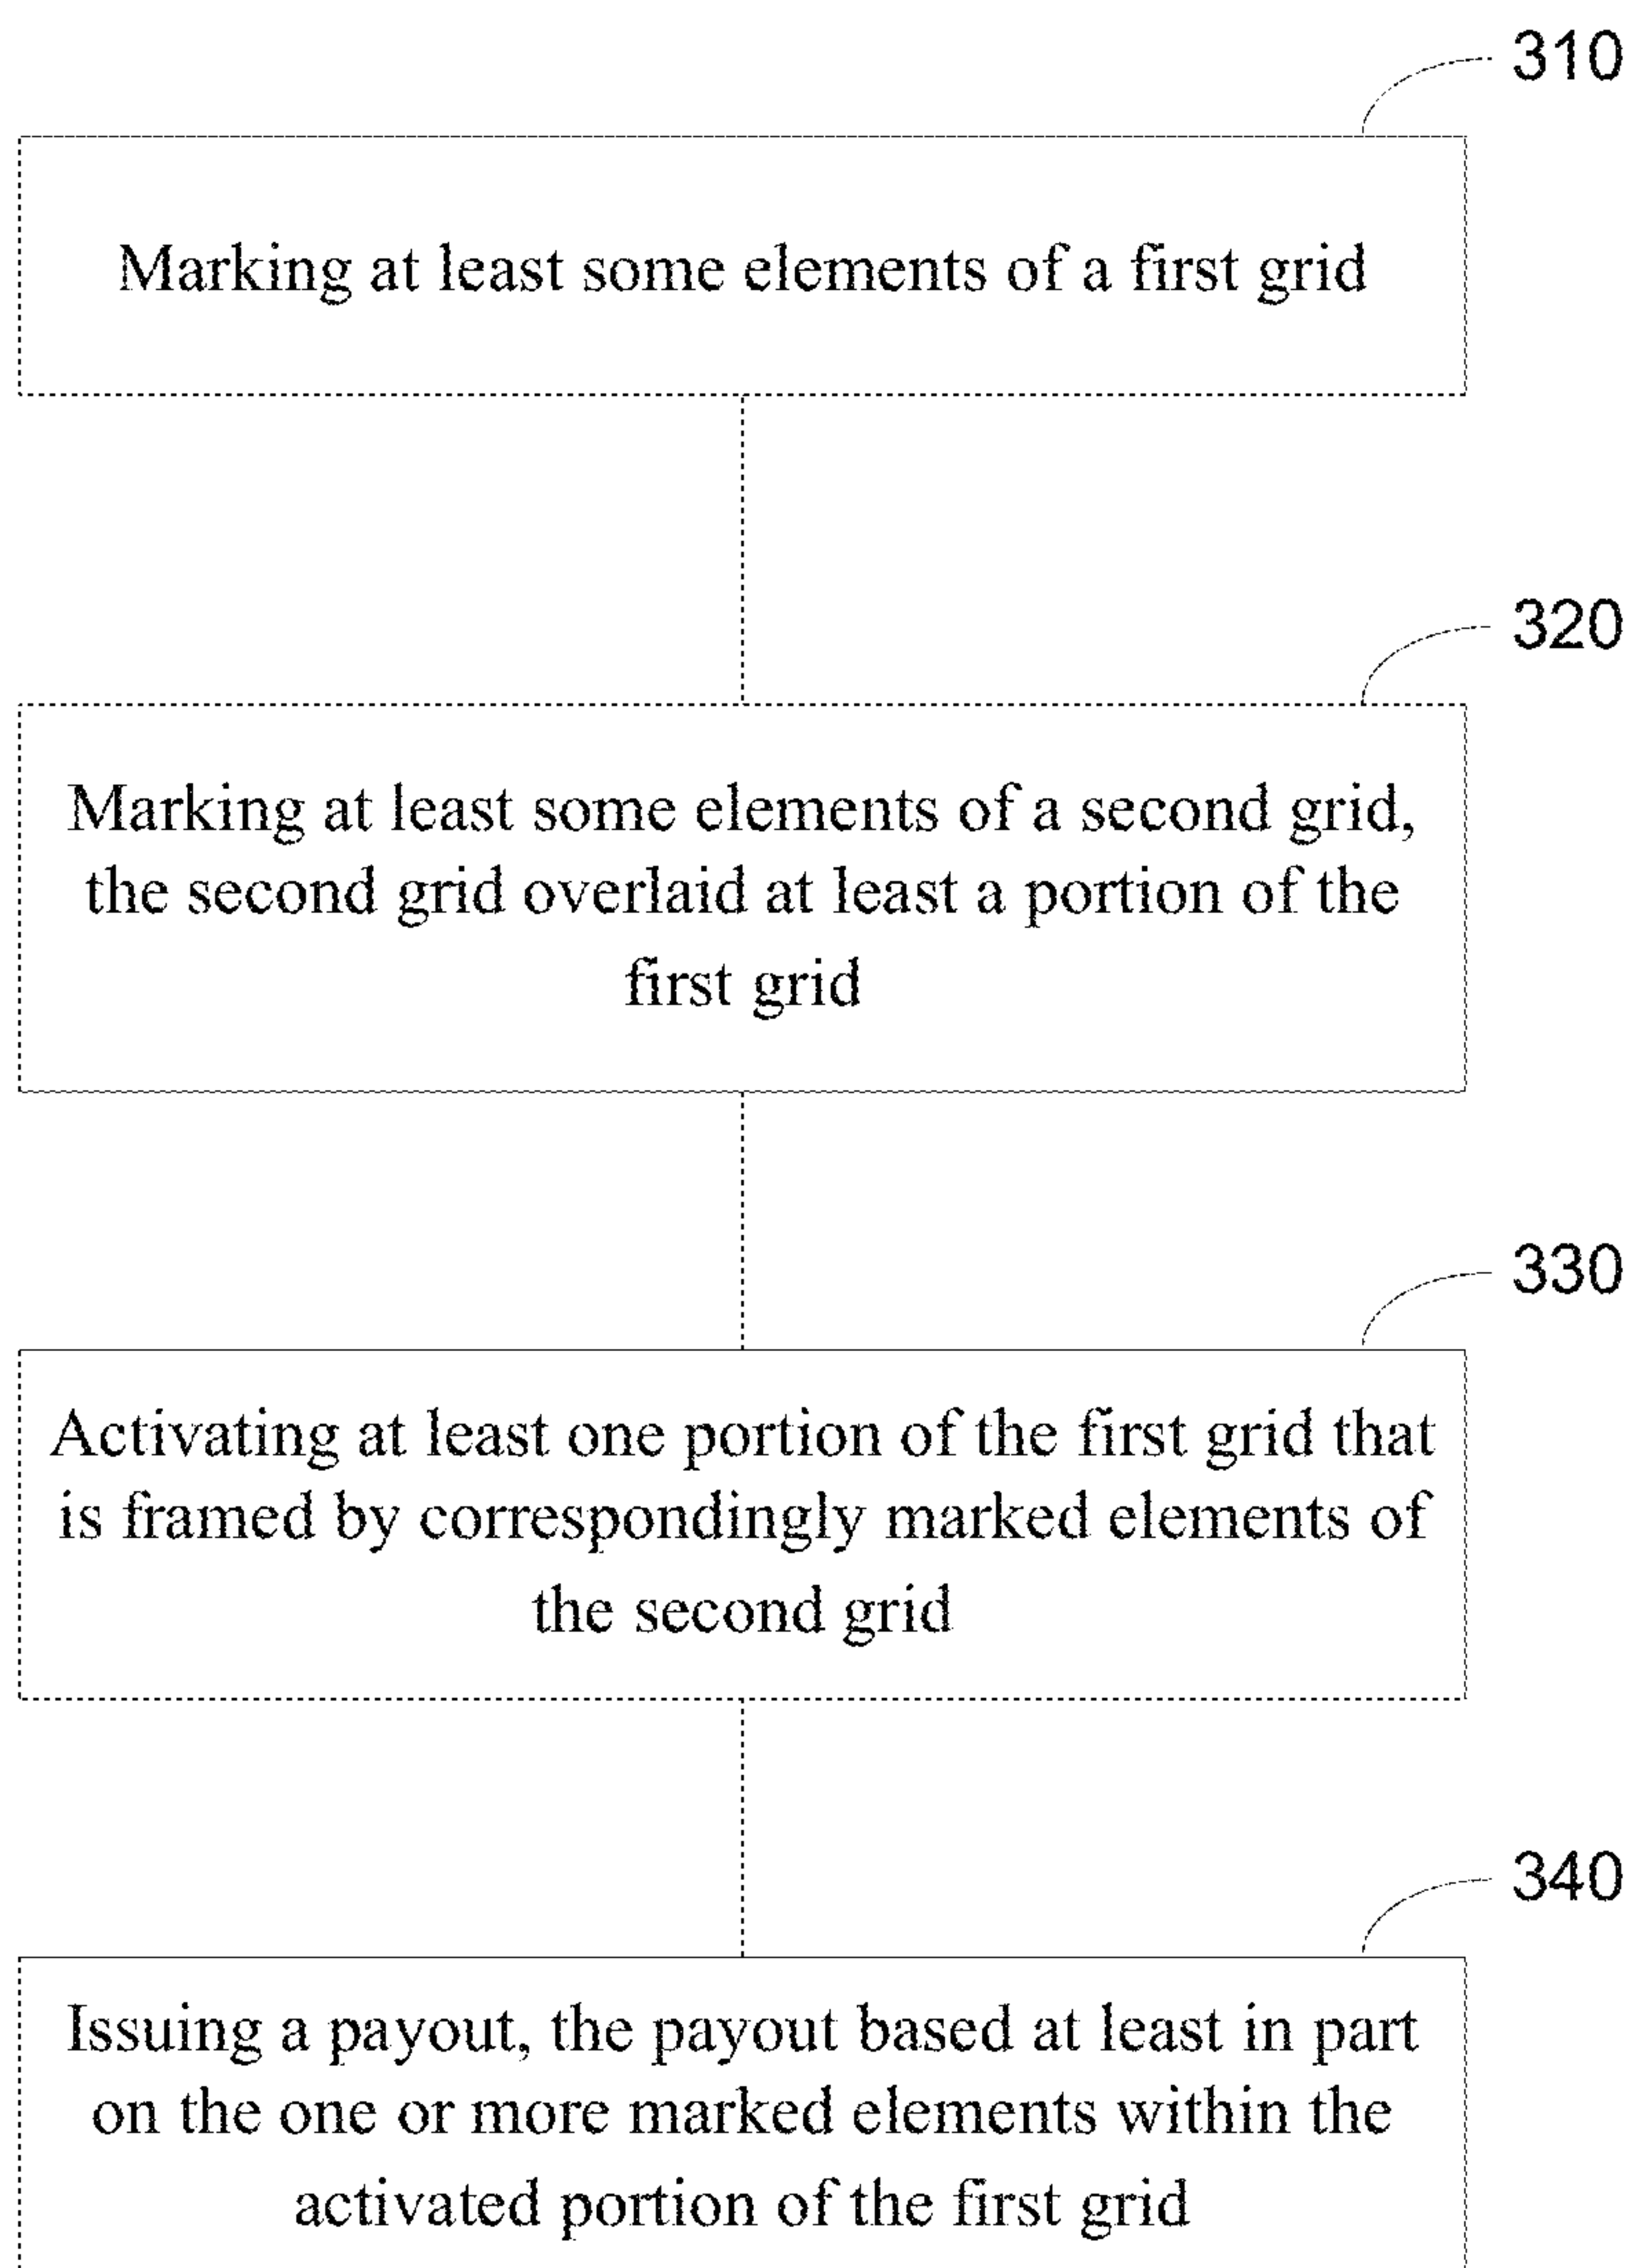 310
Marking at least some elements of a first grid
320
Marking at least some elements of a second grid,
the second grid overlaid at least a portion of the
first grid
330
Activating at least one portion of the first grid that
is framed by correspondingly marked elements of
the second grid
340
Issuing a payout, the payout based at least in part
on the one or more marked elements within the
activated portion of the first grid